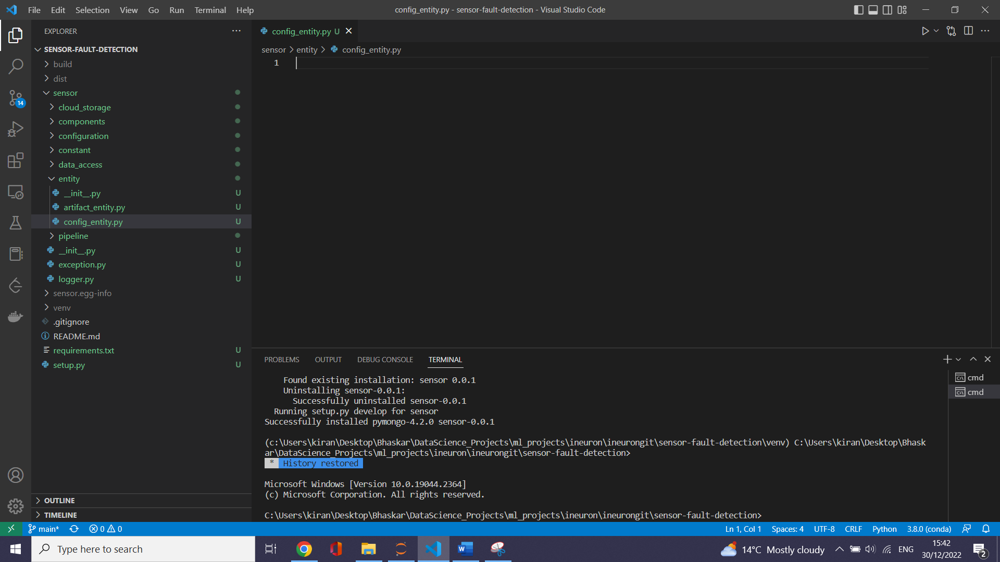 File Edit Selection View Go Run Terminal Help
config_entity.py - sensor-fault-detection - Visual Studio Code
EXPLORER
SENSOR-FAULT-DETECTION
build
dist
sensor
cloud_storage
components
configuration
constant
data_access
entity
__init__.py U
artifact_entity.py U
config_entity.py U
pipeline
__init__.py U
exception.py U
logger.py U
sensor.egg-info
venv
.gitignore
README.md
requirements.txt U
setup.py U
OUTLINE
TIMELINE
14
config_entity.py U
sensor > entity > config_entity.py
1
PROBLEMS OUTPUT DEBUG CONSOLE TERMINAL
Found existing installation: sensor 0.0.1
Uninstalling sensor-0.0.1:
Successfully uninstalled sensor-0.0.1
Running setup.py develop for sensor
Successfully installed pymongo-4.2.0 sensor-0.0.1
(c:\Users\kiran\Desktop\Bhaskar\DataScience_Projects\ml_projects\ineuron\ineurongit\sensor-fault-detection\venv) C:\Users\kiran\Desktop\Bhask
ar\DataScience_Projects\ml_projects\ineuron\ineurongit\sensor-fault-detection>
* History restored
Microsoft Windows [Version 10.0.19044.2364]
(c) Microsoft Corporation. All rights reserved.
C:\Users\kiran\Desktop\Bhaskar\DataScience_Projects\ml_projects\ineuron\ineurongit\sensor-fault-detection>
cmd
cmd
main* 0 0
Ln 1, Col 1 Spaces: 4 UTF-8 CRLF Python 3.8.0 (conda)
Type here to search
14°C Mostly cloudy
ENG
15:42
30/12/2022
2